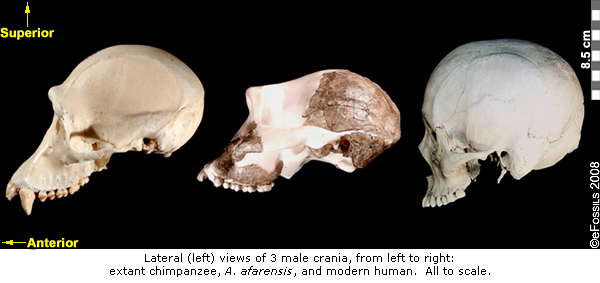 Superior
8.5 cm
Anterior
©eFossils 2008
Lateral (left) views of 3 male crania, from left to right:
extant chimpanzee, A. afarensis, and modern human. All to scale.